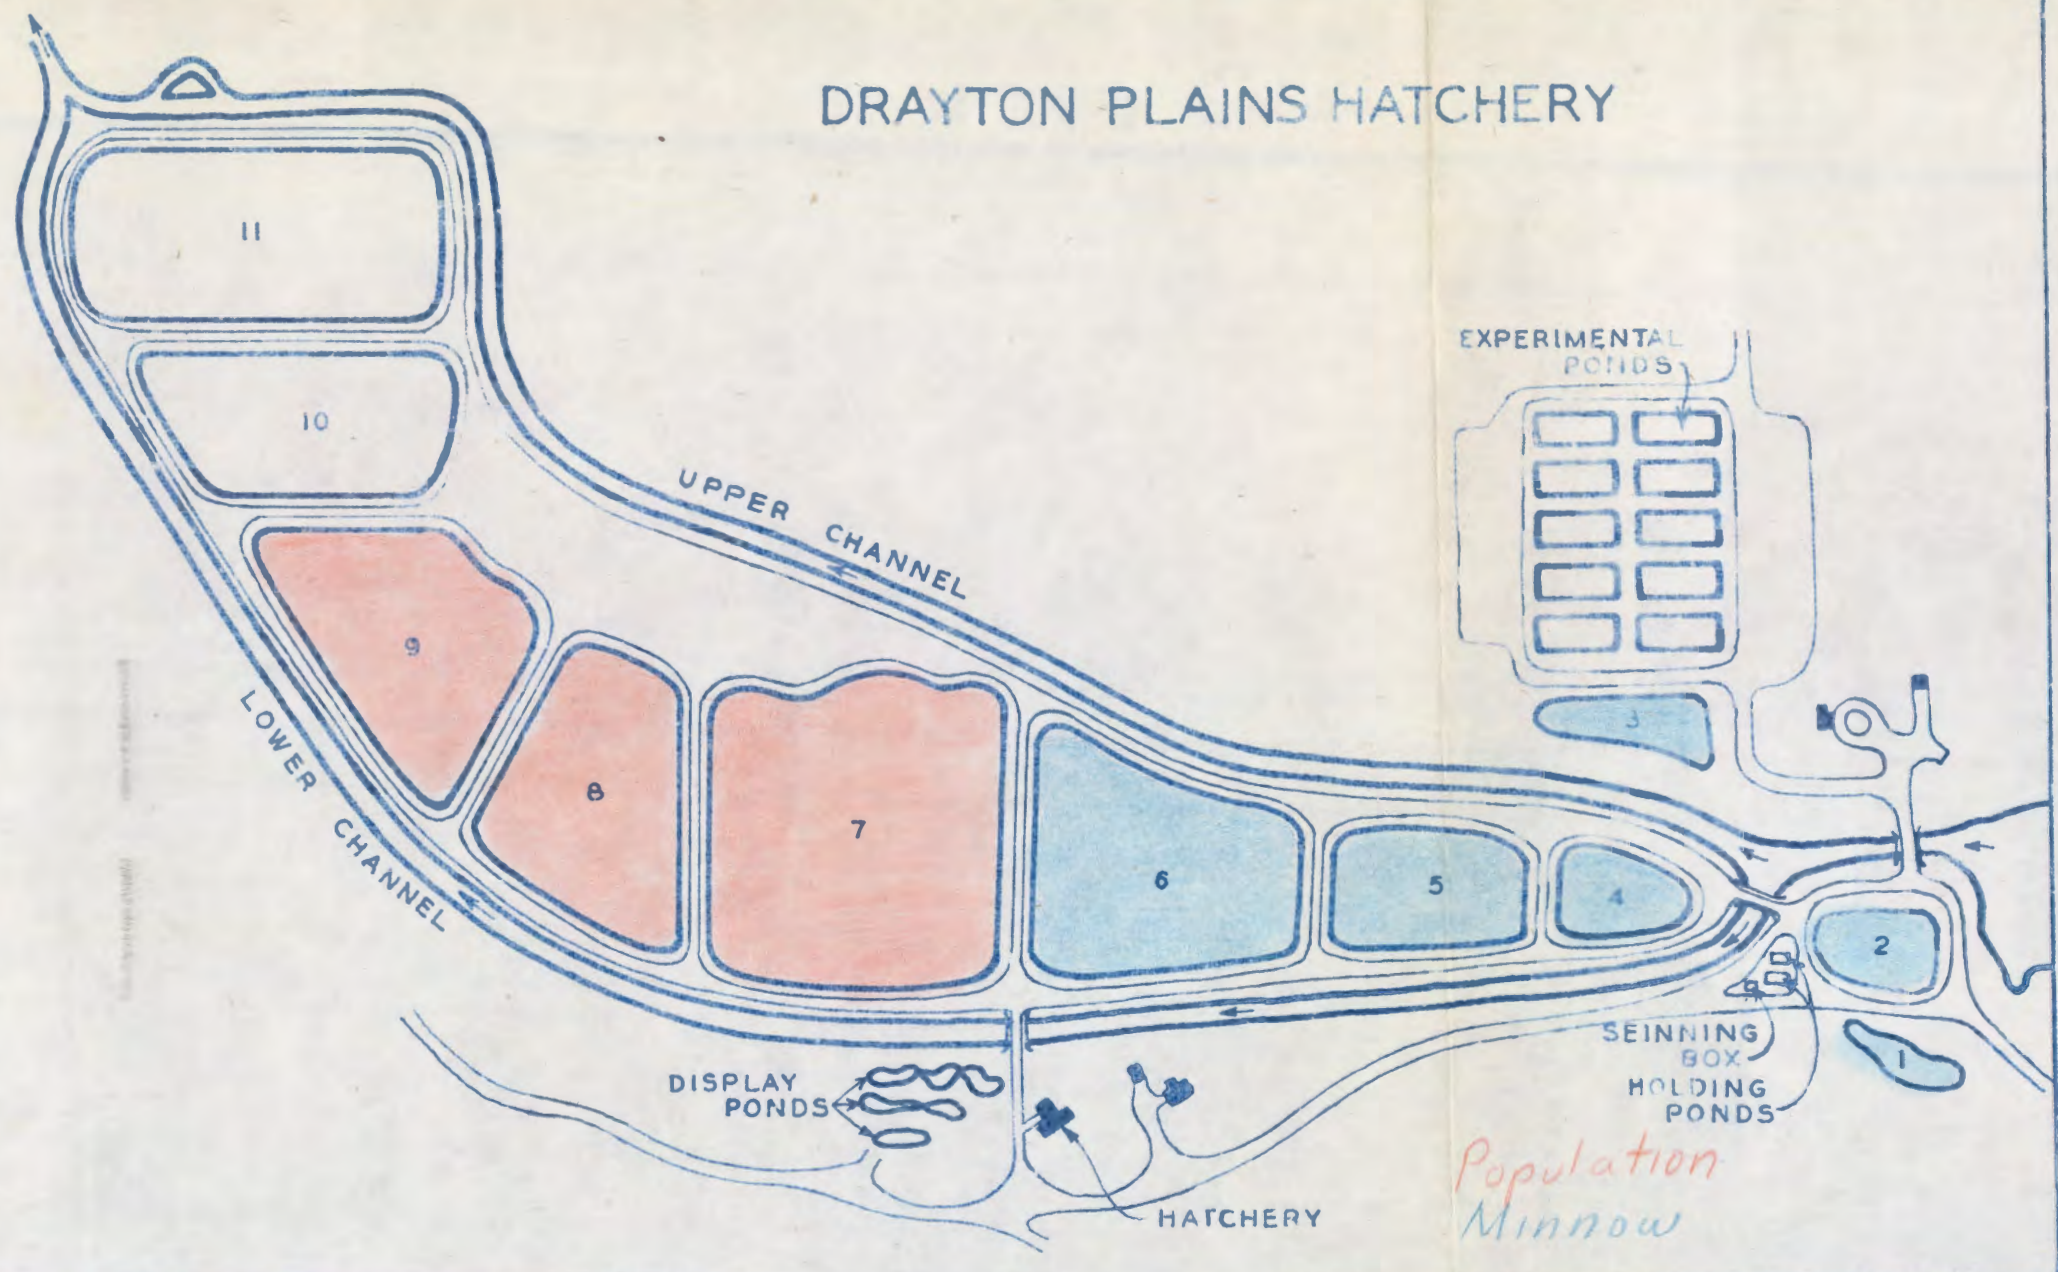 DRAYTON PLAINS HATCHERY
11
EXPERIMENTAL
PONDS
10
UPPER CHANNEL
9
3
LOWER CHANNEL
8
7
6
5
4
2
SEINNING
BOX
1
HOLDING
PONDS
DISPLAY
PONDS
HATCHERY
Population
Minnow